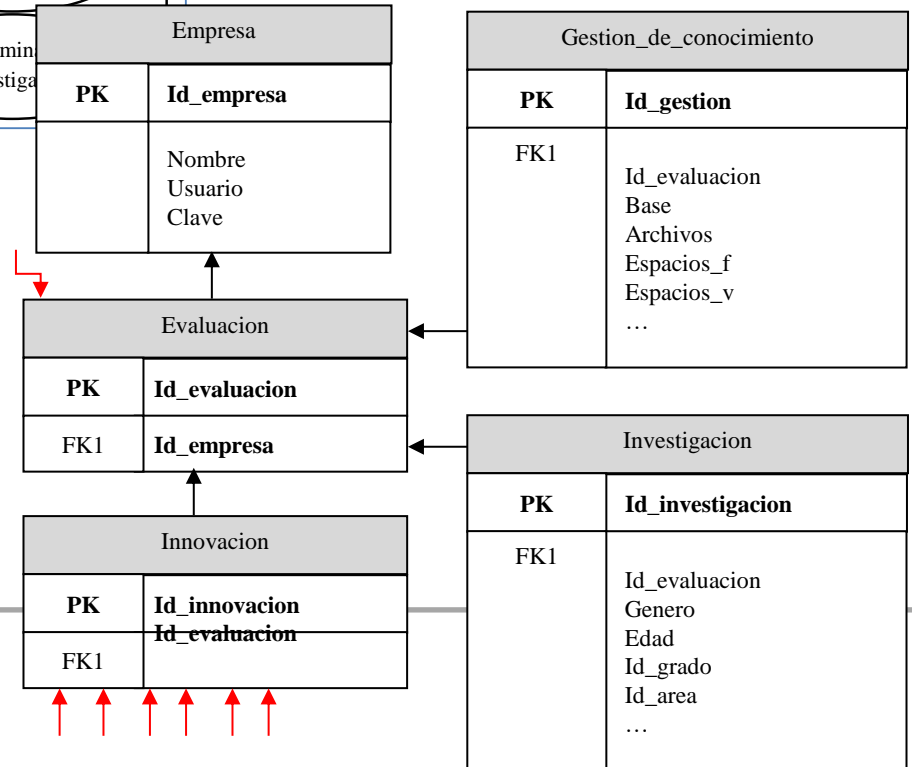 Empresa
PK Id_empresa
Nombre
Usuario
Clave
Gestion_de_conocimiento
PK Id_gestion
FK1
Id_evaluacion
Base
Archivos
Espacios_f
Espacios_v
…
Evaluacion
PK Id_evaluacion
FK1 Id_empresa
Investigacion
PK Id_investigacion
FK1
Id_evaluacion
Genero
Edad
Id_grado
Id_area
…
Innovacion
PK Id_innovacion
Id_evaluacion
FK1